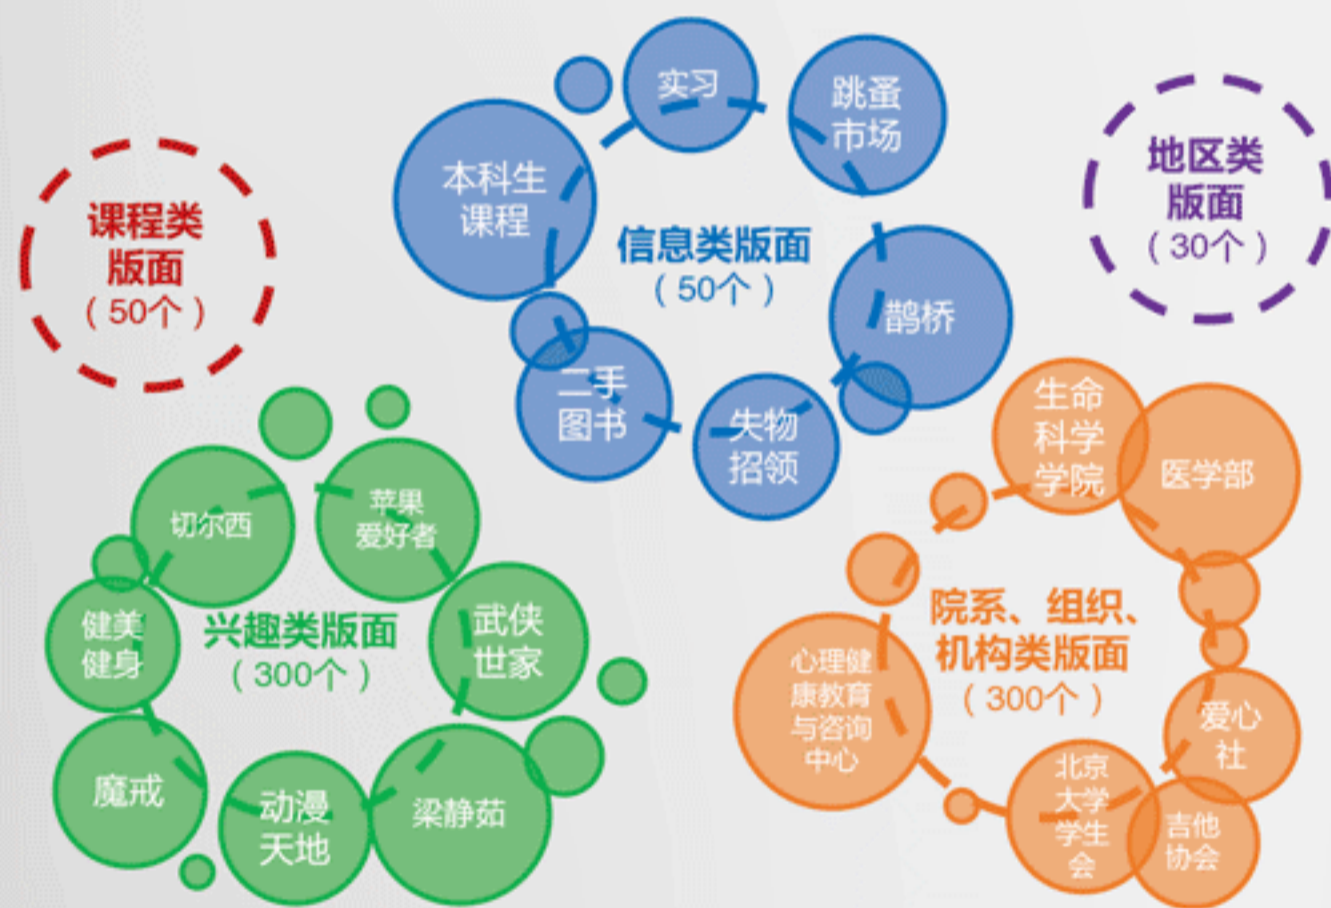 实习
跳蚤
市场
本科生
课程
信息类版面
（50个）
鹊桥
二手
图书
失物
招领
地区类
版面
（30个）
课程类
版面
（50个）
切尔西
苹果
爱好者
健美
健身
兴趣类版面
（300个）
武侠
世家
魔戒
动漫
天地
梁静茹
生命
科学
学院
医学部
院系、组织、
机构类版面
（300个）
心理健
康教育
与咨询
中心
爱心
社
北京
大学
学生
会
吉他
协会